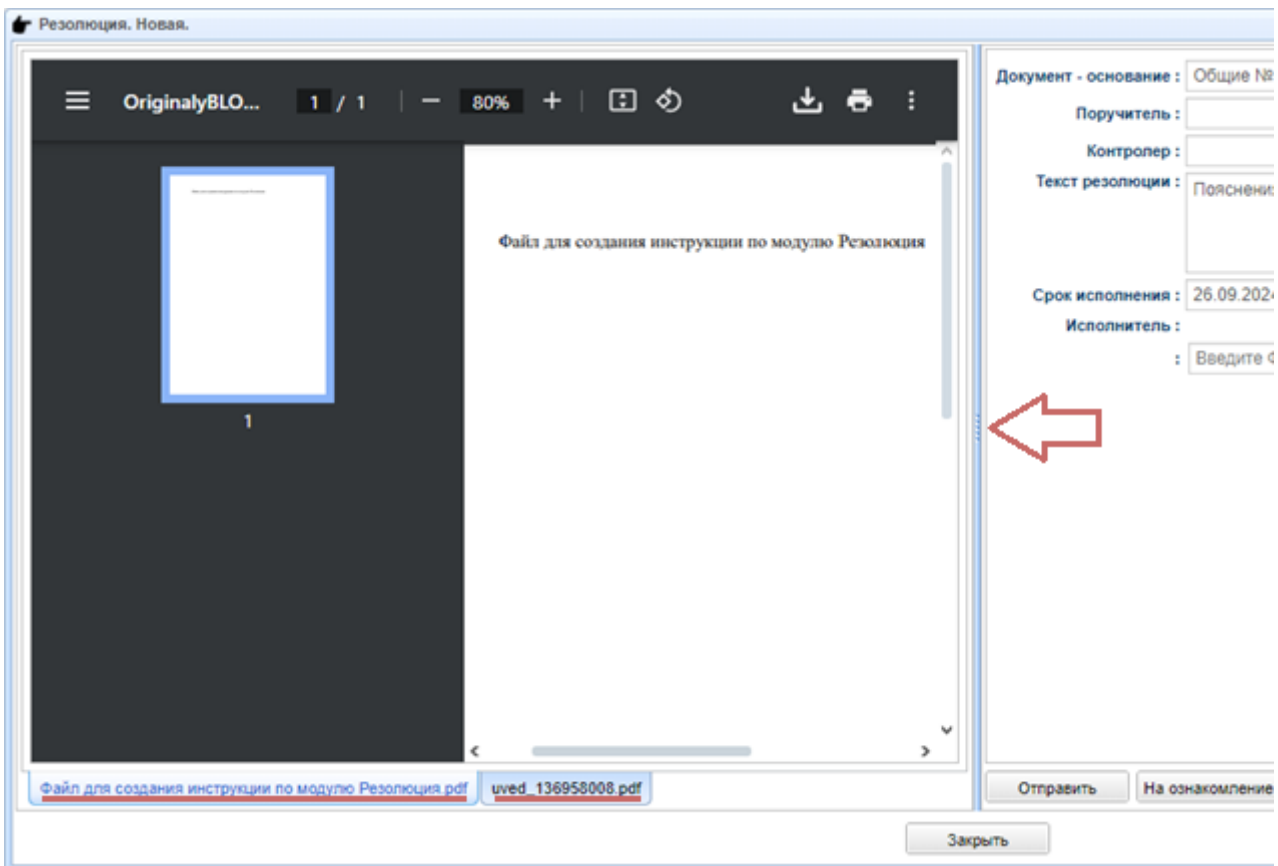 Резолюция. Новая.
OriginalyBLO... 1 / 1 80%
Файл для создания инструкции по модулю Резолюция
1
Файл для создания инструкции по модулю Резолюция.pdf
uved_136958008.pdf
Документ - основание : Общие №
Поручитель :
Контролер :
Текст резолюции : Пояснени
Срок исполнения : 26.09.202
Исполнитель :
: Введите
Отправить На ознакомление
Закрыть